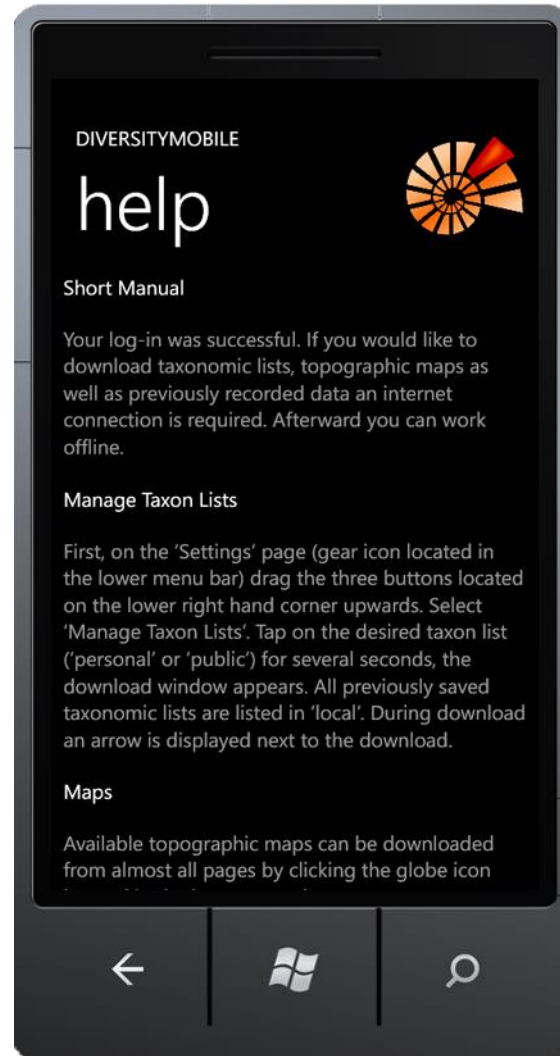 DIVERSITYMOBILE
help
Short Manual
Your log-in was successful. If you would like to
download taxonomic lists, topographic maps as
well as previously recorded data an internet
connection is required. Afterward you can work
offline.
Manage Taxon Lists
First, on the ‘Settings’ page (gear icon located in
the lower menu bar) drag the three buttons located
on the lower right hand corner upwards. Select
‘Manage Taxon Lists’. Tap on the desired taxon list
(‘personal’ or ‘public’) for several seconds, the
download window appears. All previously saved
taxonomic lists are listed in ‘local’. During download
an arrow is displayed next to the download.
Maps
Available topographic maps can be downloaded
from almost all pages by clicking the globe icon